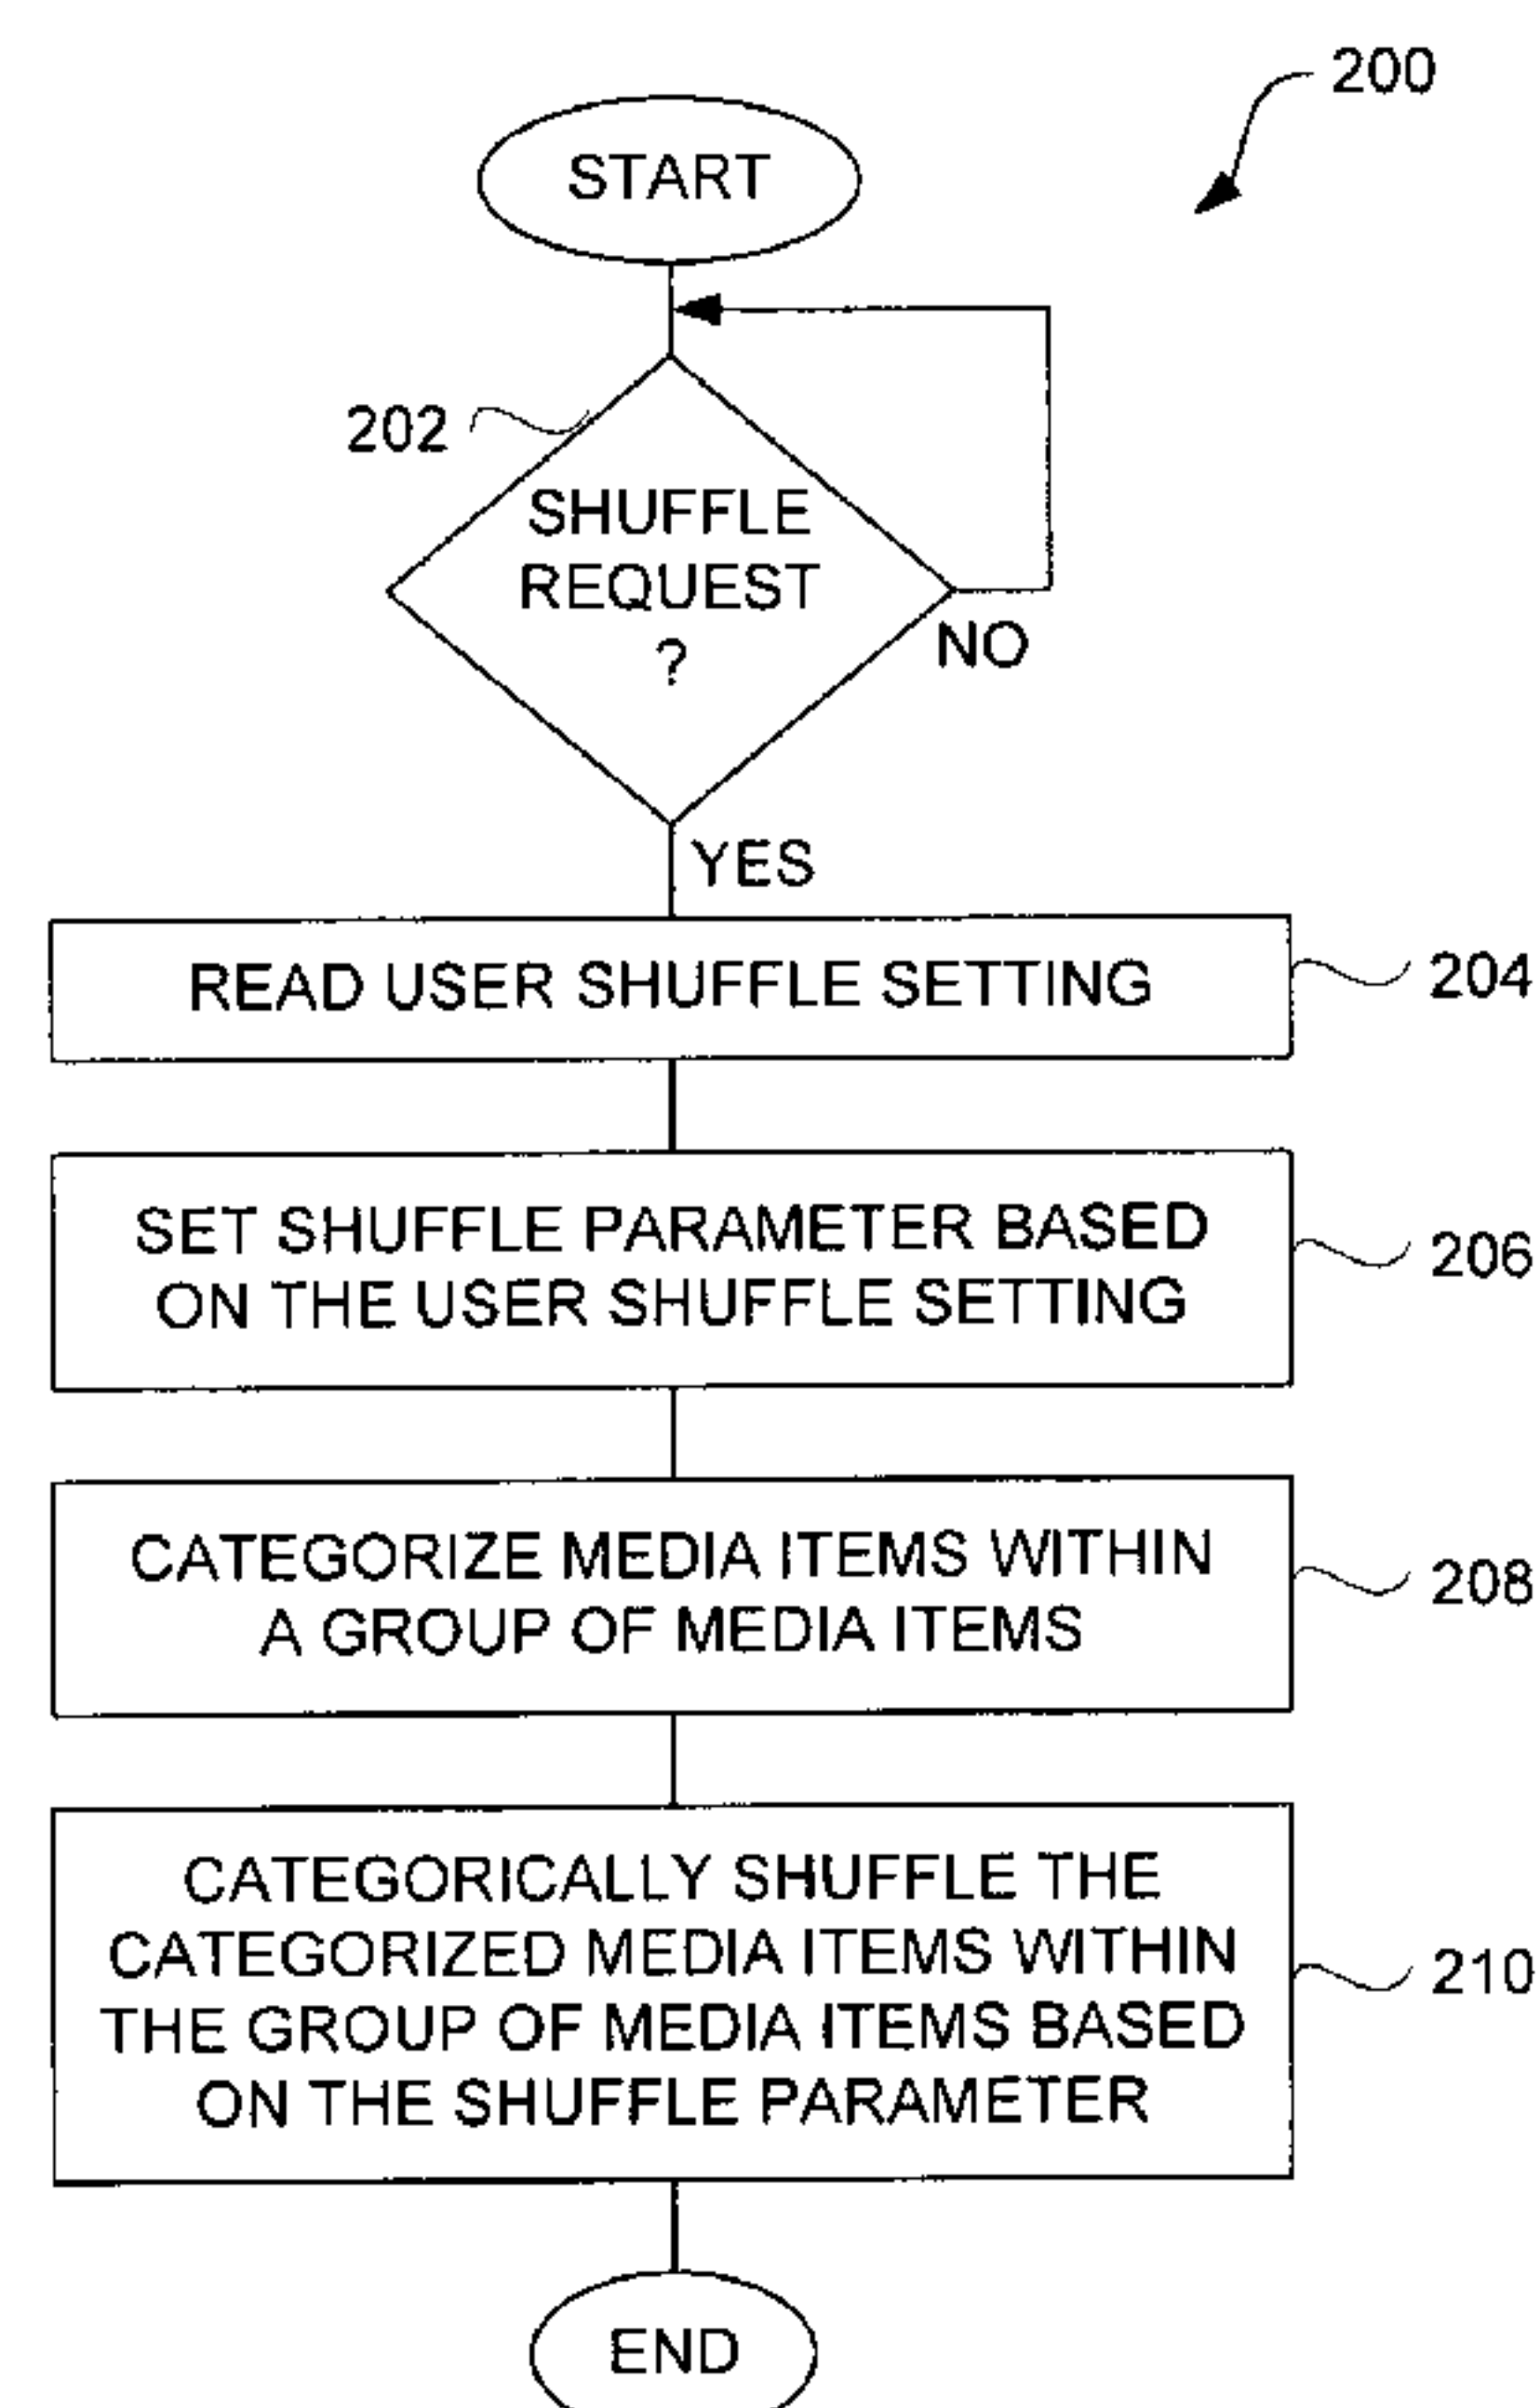 200
START
202
SHUFFLE
REQUEST
?
NO
YES
READ USER SHUFFLE SETTING
204
SET SHUFFLE PARAMETER BASED
ON THE USER SHUFFLE SETTING
206
CATEGORIZE MEDIA ITEMS WITHIN
A GROUP OF MEDIA ITEMS
208
CATEGORICALLY SHUFFLE THE
CATEGORIZED MEDIA ITEMS WITHIN
THE GROUP OF MEDIA ITEMS BASED
ON THE SHUFFLE PARAMETER
210
END